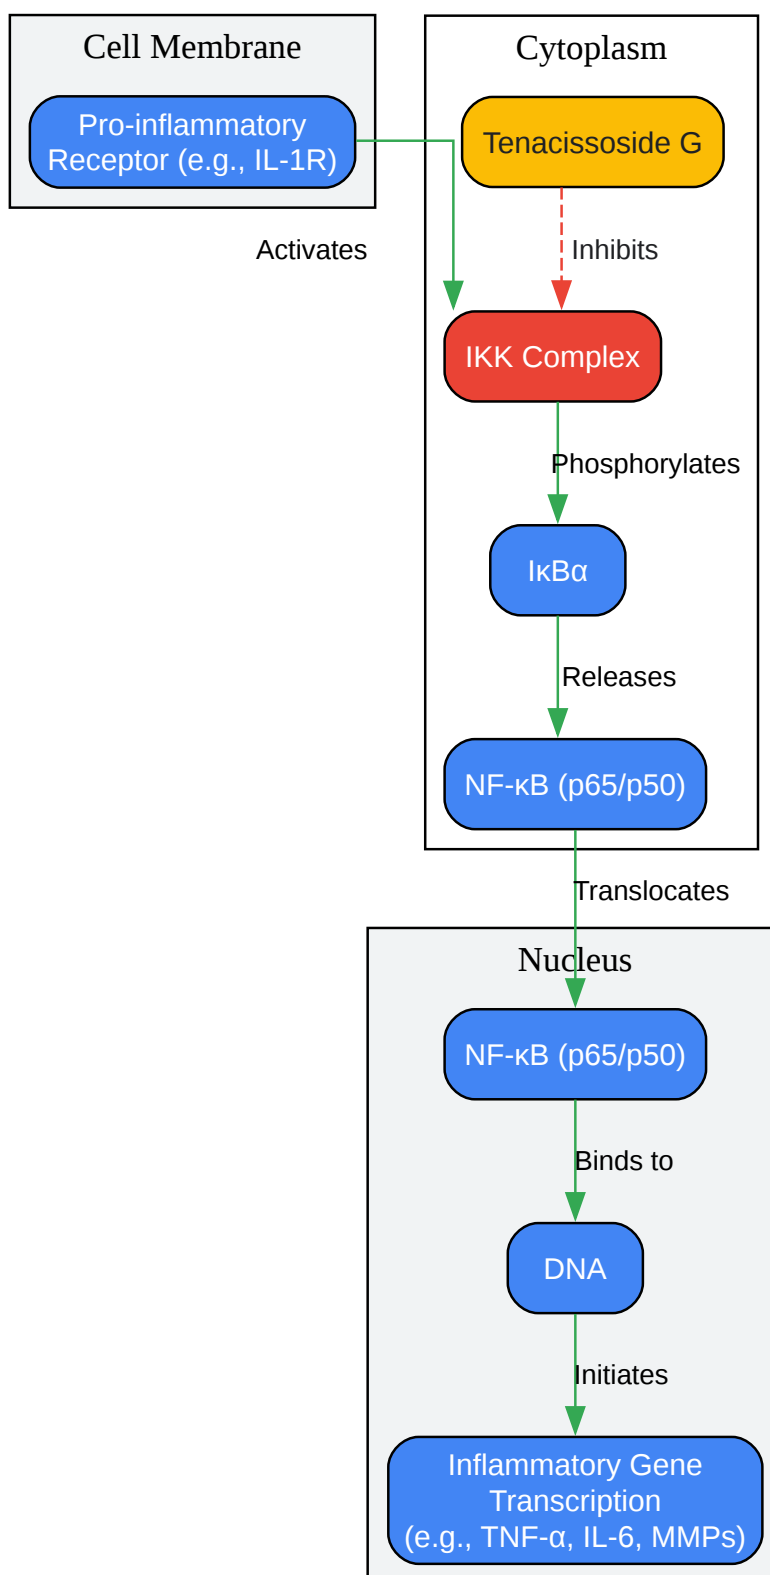 Cell Membrane
Pro-inflammatory
Receptor (e.g., IL-1R)
Activates
Cytoplasm
Tenacissoside G
Inhibits
IKK Complex
Phosphorylates
IκBα
Releases
NF-κB (p65/p50)
Translocates
Nucleus
NF-κB (p65/p50)
Binds to
DNA
Initiates
Inflammatory Gene
Transcription
(e.g., TNF-α, IL-6, MMPs)